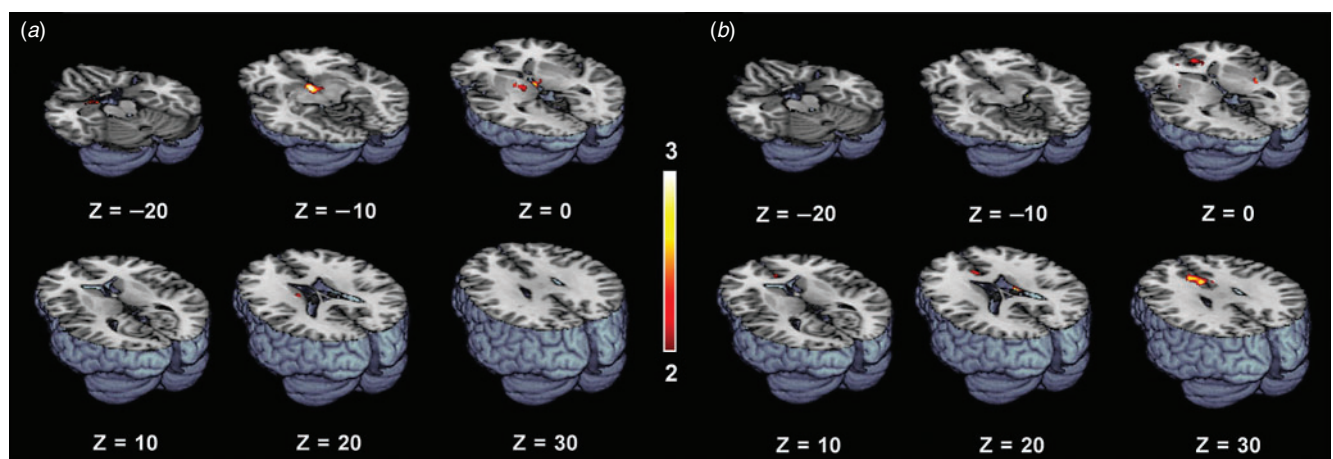 (a)
Z = −20
Z = −10
Z = 0
Z = 10
Z = 20
Z = 30
3
2
(b)
Z = −20
Z = −10
Z = 0
Z = 10
Z = 20
Z = 30